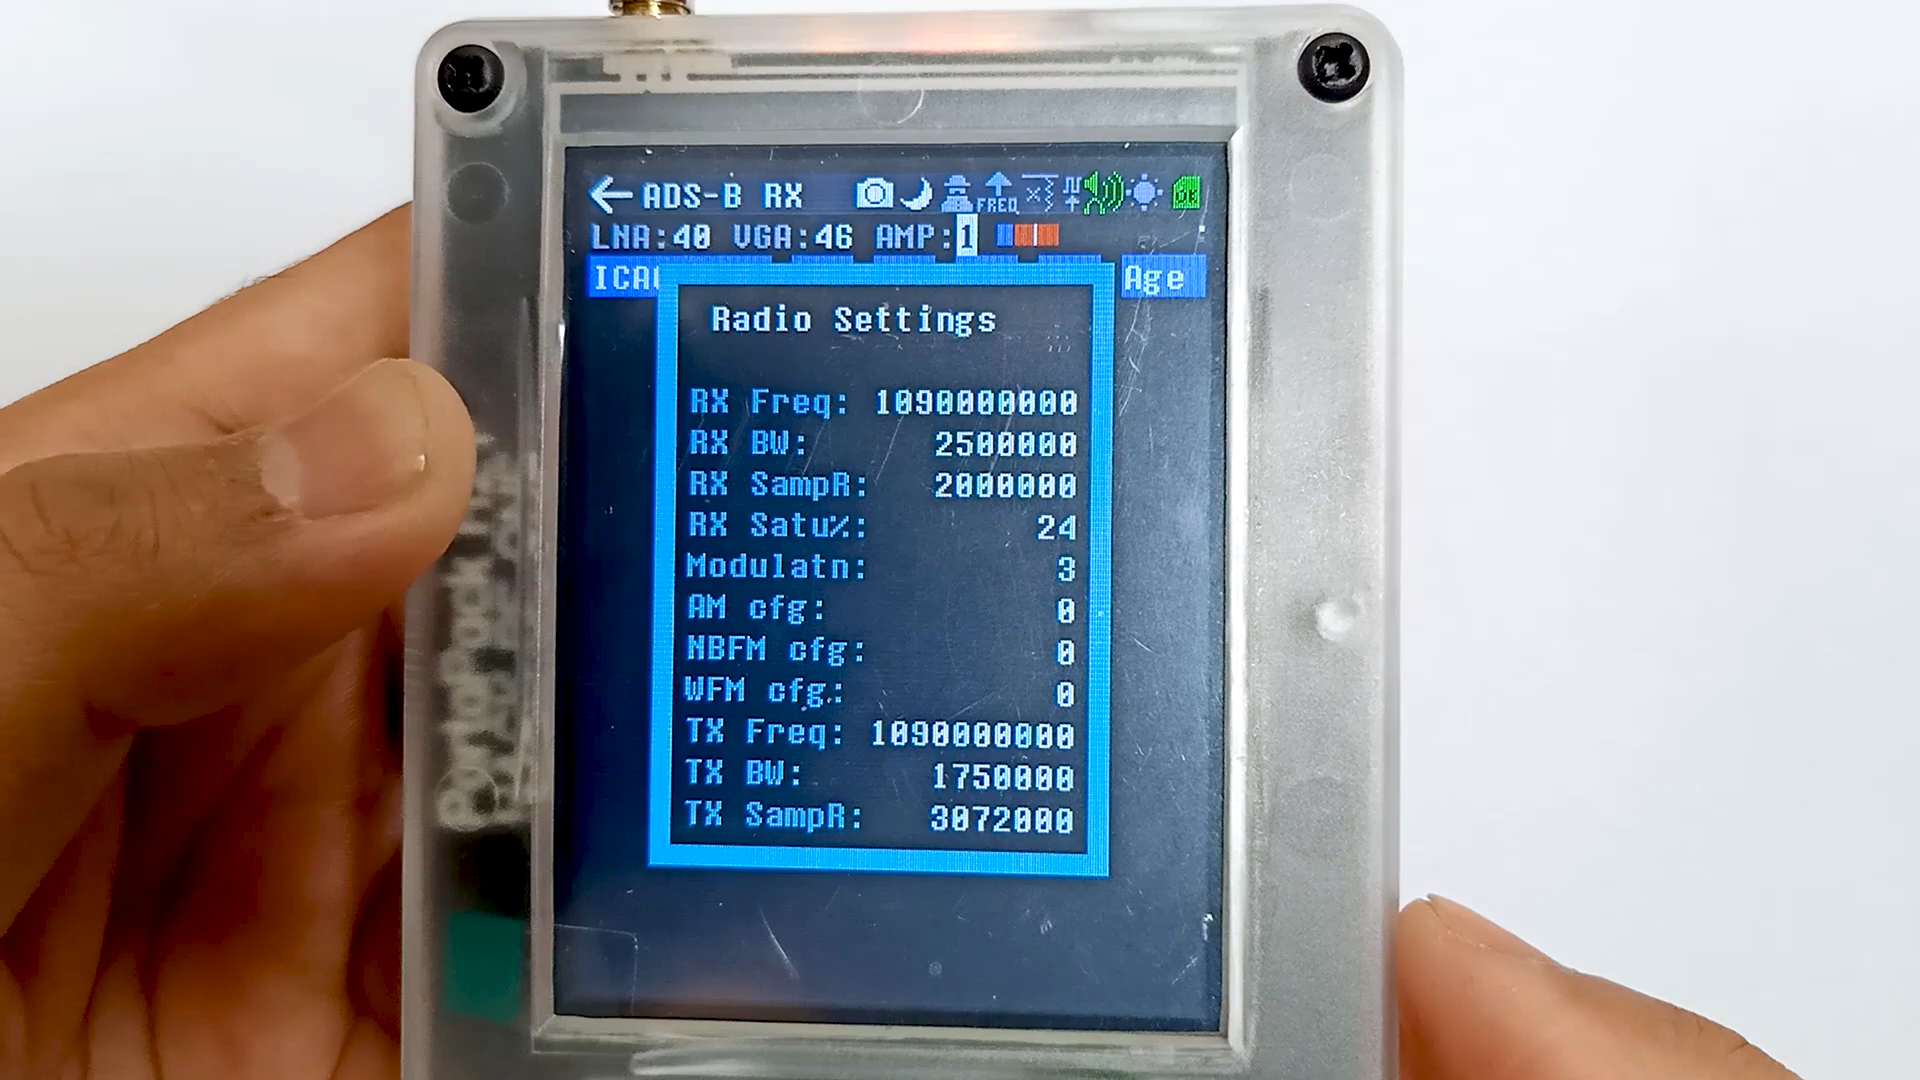 ADS-B RX FREQ
LNA:40 VGA:46 AMP:1
ICAO Age
Radio Settings
RX Freq: 1090000000
RX BW: 2500000
RX SampR: 2000000
RX Satu%: 24
Modulatn: 3
AM cfg: 0
NBFM cfg: 0
WFM cfg: 0
TX Freq: 1090000000
TX BW: 1750000
TX SampR: 3072000
PortaPack